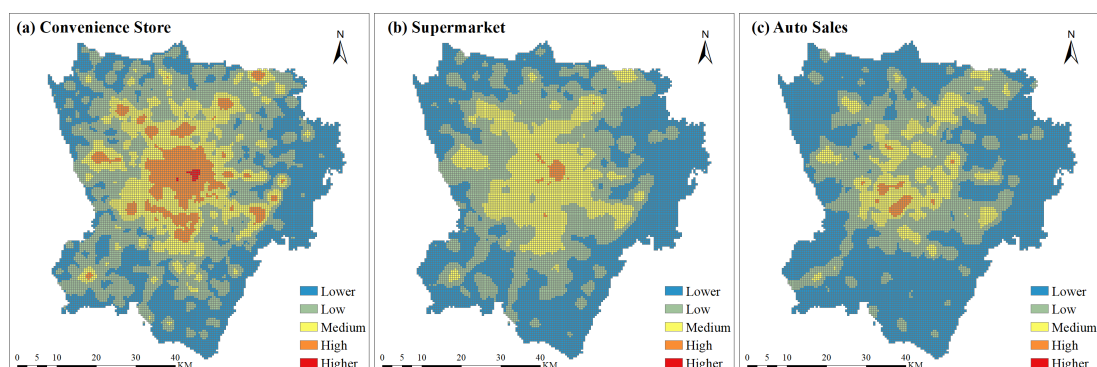 (a) Convenience Store
N
Lower
Low
Medium
High
Higher
0 5 10 20 30 40
KM
(b) Supermarket
N
Lower
Low
Medium
High
Higher
0 5 10 20 30 40
KM
(c) Auto Sales
N
Lower
Low
Medium
High
Higher
0 5 10 20 30 40
KM